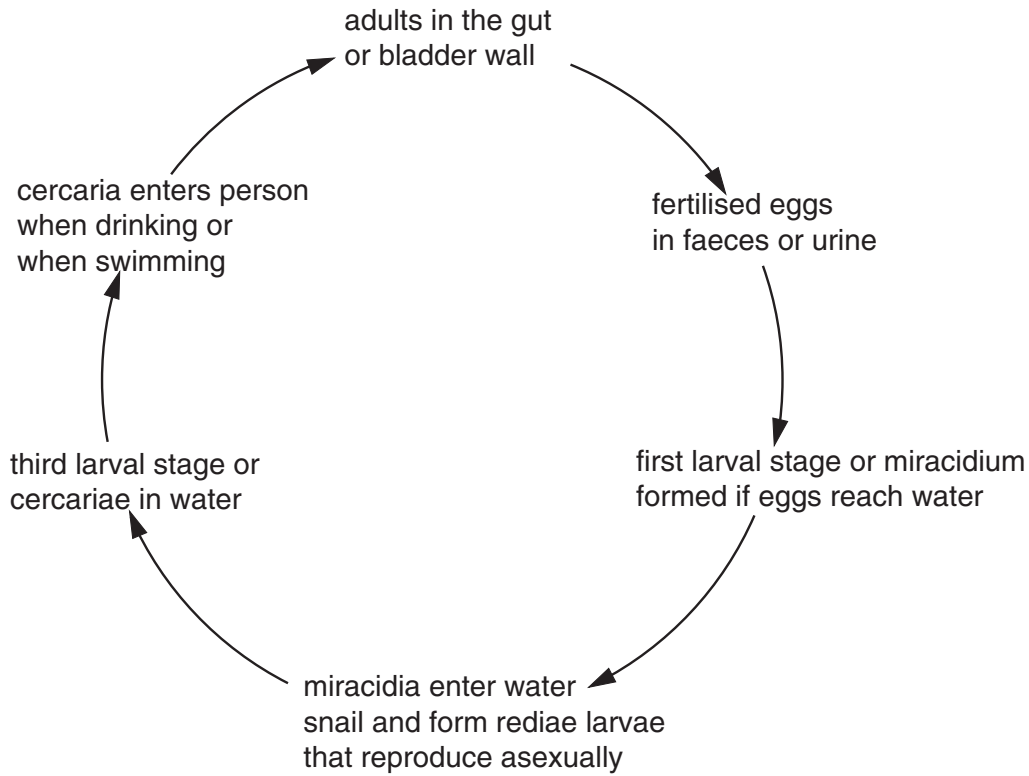 adults in the gut
or bladder wall
fertilised eggs
in faeces or urine
first larval stage or miracidium
formed if eggs reach water
miracidia enter water
snail and form rediae larvae
that reproduce asexually
third larval stage or
cercariae in water
cercaria enters person
when drinking or
when swimming